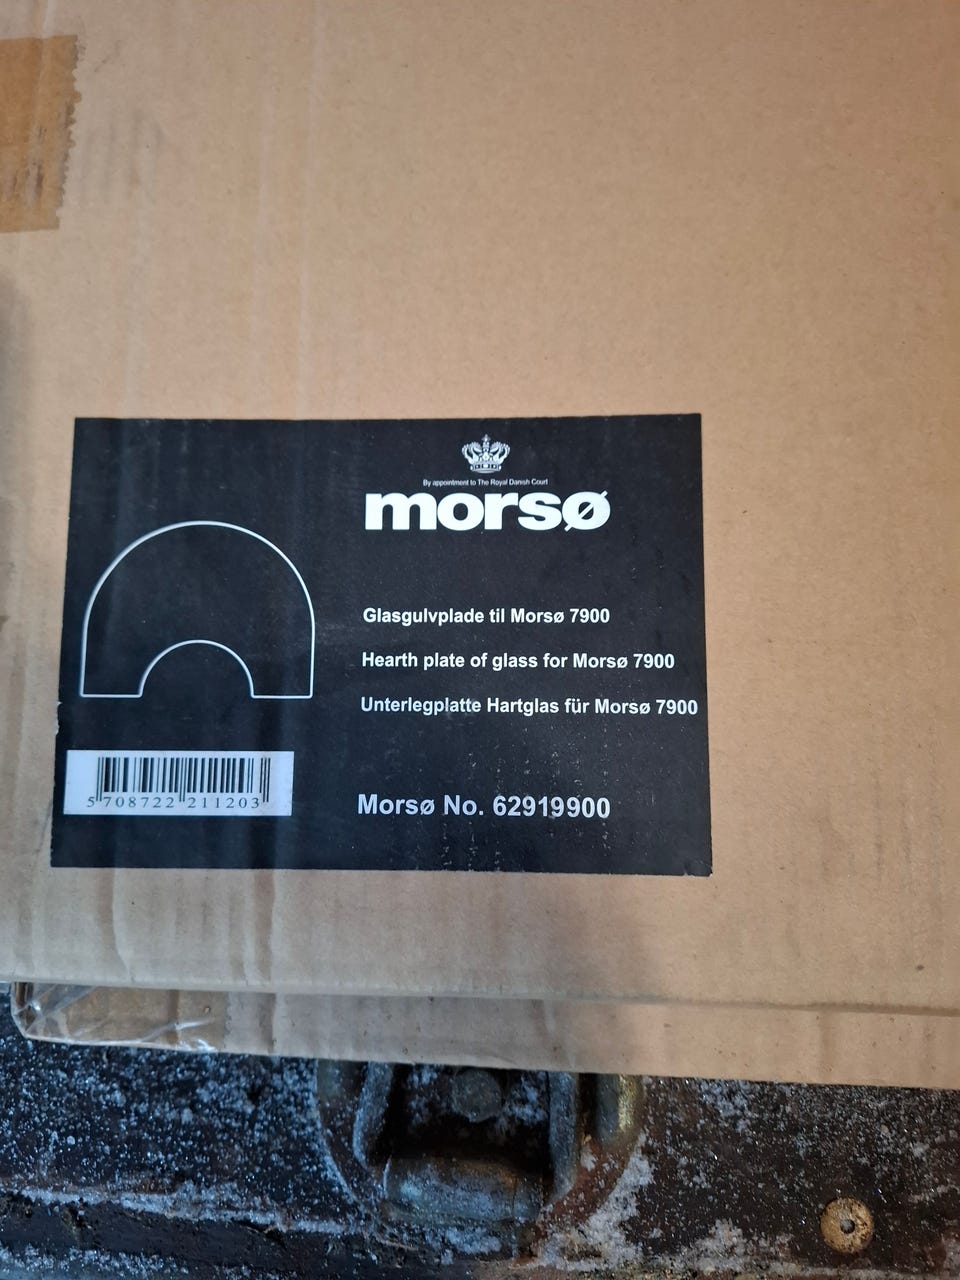 By appointment to The Royal Danish Court
morsø
Glasgulvplade til Morsø 7900
Hearth plate of glass for Morsø 7900
Unterlegplatte Hartglas für Morsø 7900
5 708722 211203
Morsø No. 62919900